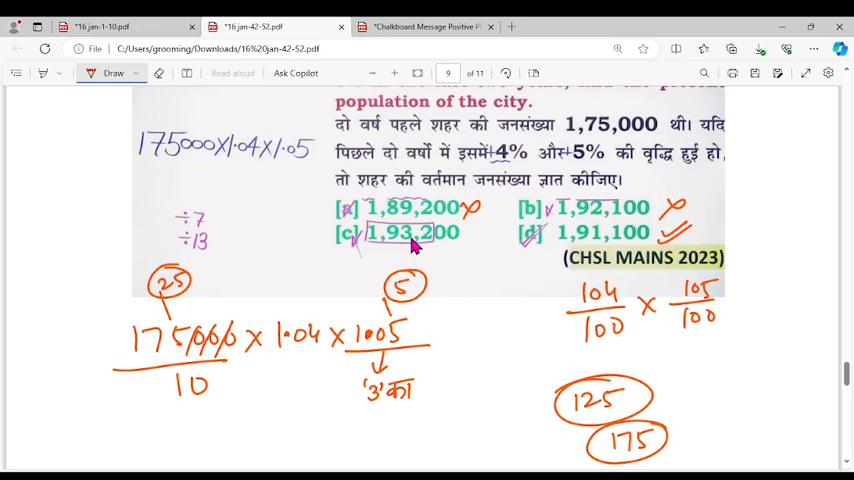 *16 jan-1-10.pdf
*16 jan-42-52.pdf
*Chalkboard Message Positive P
File C:/Users/grooming/Downloads/16%20jan-42-52.pdf
Draw
Read aloud
Ask Copilot
9 of 11
population of the city.
दो वर्ष पहले शहर की जनसंख्या 1,75,000 थी। यदि
पिछले दो वर्षों में इसमें +4% और +5% की वृद्धि हुई हो,
तो शहर की वर्तमान जनसंख्या ज्ञात कीजिए।
[a] 1,89,200 [b] 1,92,100
[c] 1,93,200 [d] 1,91,100
(CHSL MAINS 2023)
175000×1.04×1.05
÷7
÷13
25
5
175000 × 1.04 × 1.05
10
'3' का
104/100 × 105/100
125
175